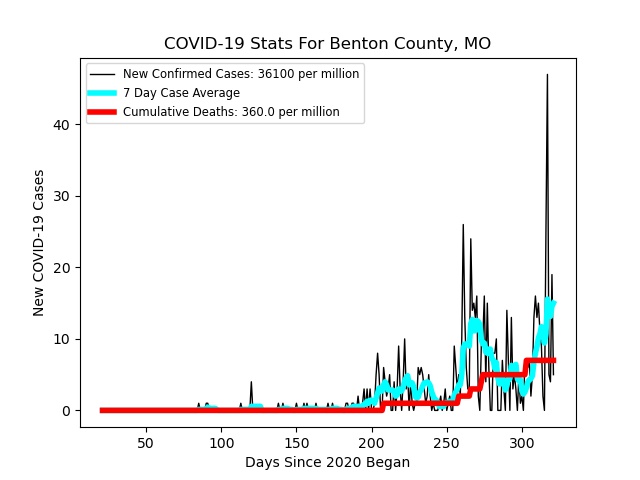 COVID-19 Stats For Benton County, MO
New Confirmed Cases: 36100 per million
7 Day Case Average
Cumulative Deaths: 360.0 per million
New COVID-19 Cases
40
30
20
10
0
50 100 150 200 250 300
Days Since 2020 Began